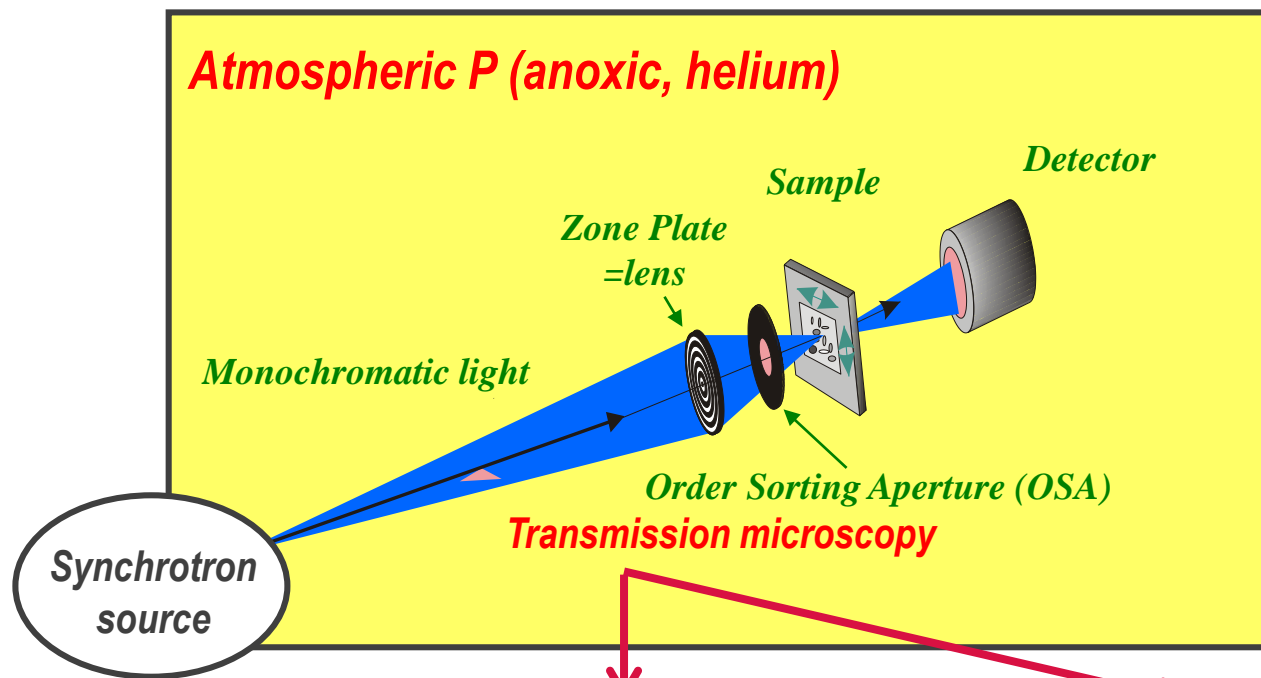 Atmospheric P (anoxic, helium)
Detector
Sample
Zone Plate
=lens
Monochromatic light
Order Sorting Aperture (OSA)
Transmission microscopy
Synchrotron
source